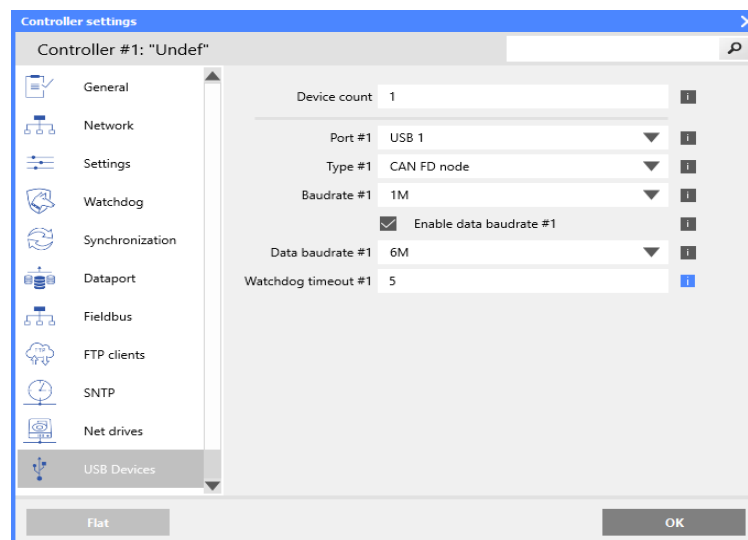 Controller settings
Controller #1: "Undef"
General
Network
Settings
Watchdog
Synchronization
Dataport
Fieldbus
FTP clients
SNTP
Net drives
USB Devices
Device count 1
Port #1 USB 1
Type #1 CAN FD node
Baudrate #1 1M
Enable data baudrate #1
Data baudrate #1 6M
Watchdog timeout #1 5
Flat
OK